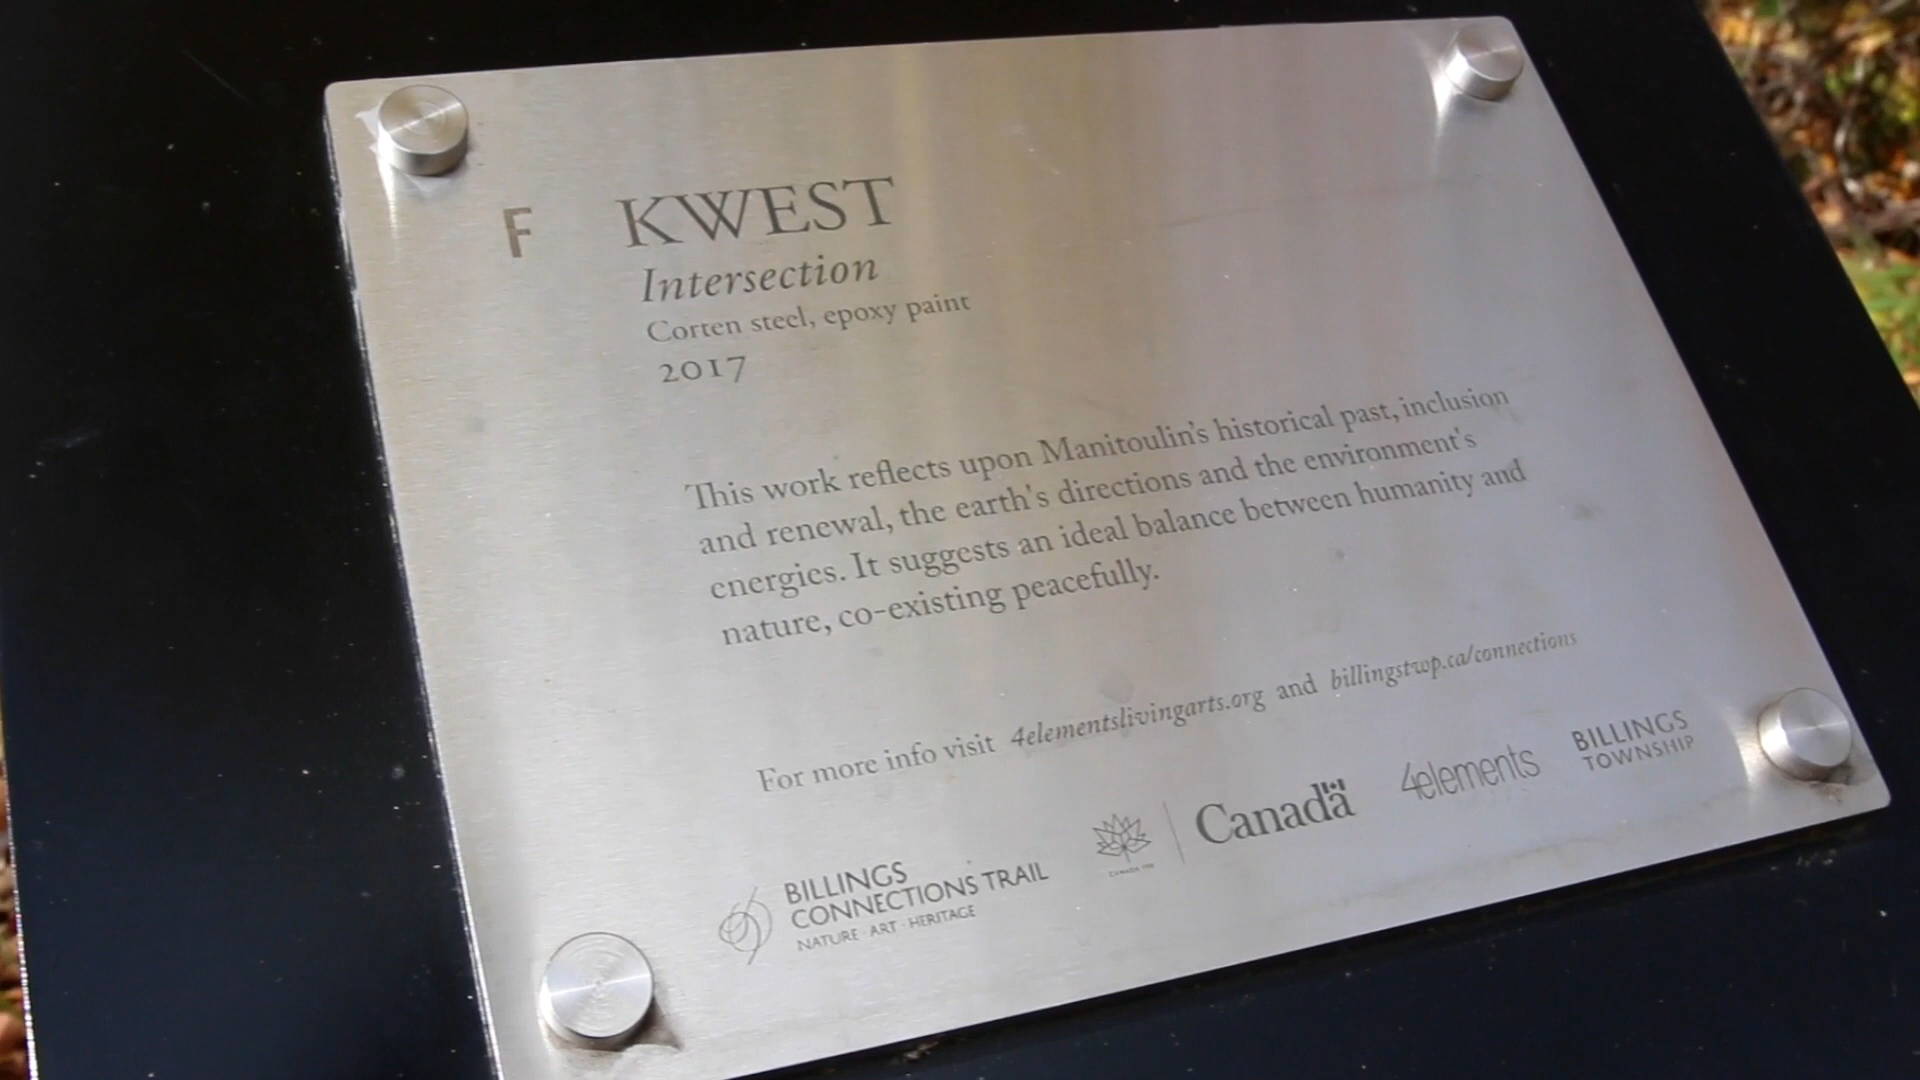 F KWEST
Intersection
Corten steel, epoxy paint
2017
This work reflects upon Manitoulin's historical past, inclusion
and renewal, the earth's directions and the environment's
energies. It suggests an ideal balance between humanity and
nature, co-existing peacefully.
For more info visit 4elementslivingarts.org and billingstwp.ca/connections
BILLINGS
CONNECTIONS TRAIL
NATURE · ART · HERITAGE
CANADA 150
Canada
4elements
BILLINGS
TOWNSHIP